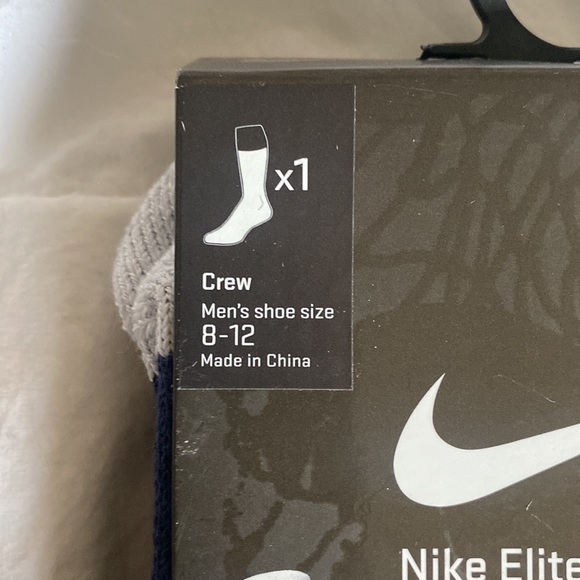 x1
Crew
Men's shoe size
8-12
Made in China
Nike Elite